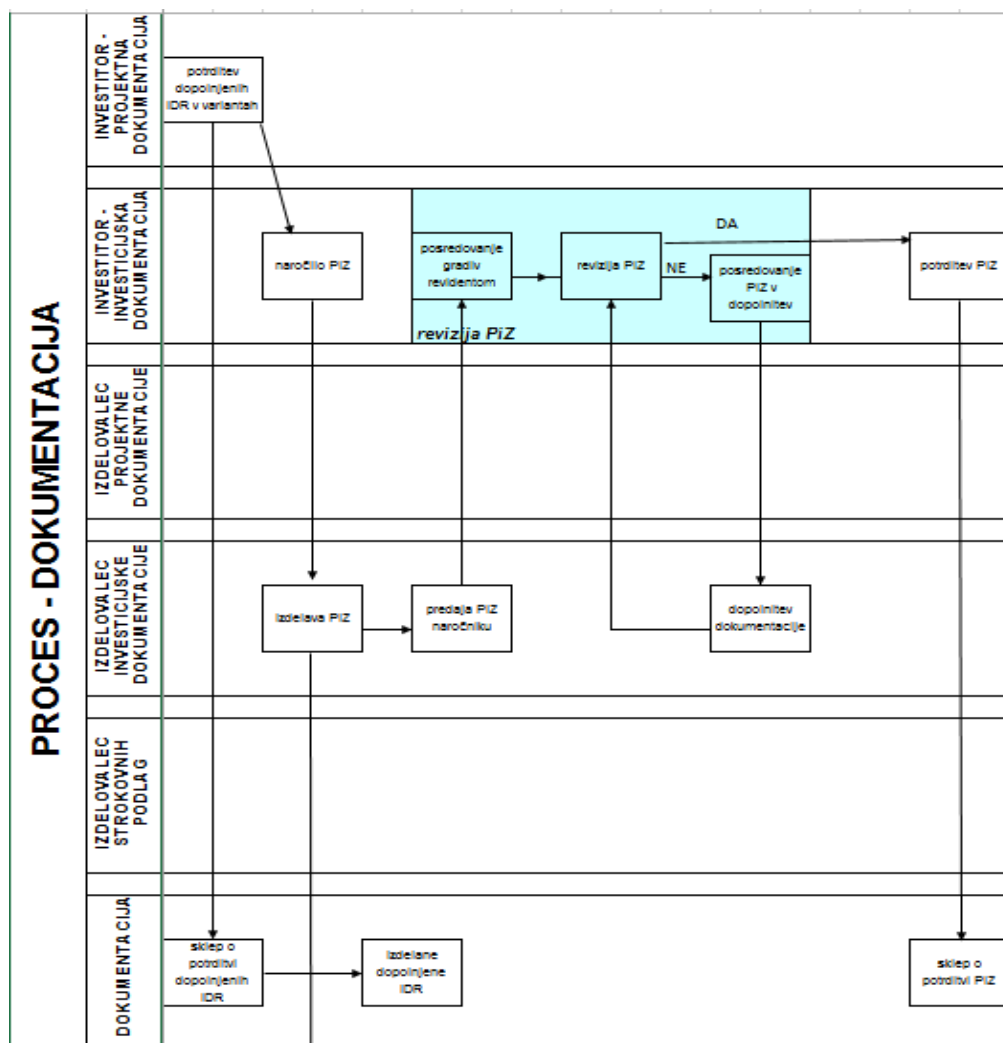 PROCES - DOKUMENTACIJA
INVESTITOR -
PROJEKTNA
DOKUMENTACIJA
potrditev
dopolnjenih
IDR v variantah
INVESTITOR -
INVESTICIJSKA
DOKUMENTACIJA
naročilo PIZ
posredovanje
gradiv
revidentom
revizija PIZ
DA
NE
posredovanje
PIZ v
dopolnitev
potrditev PIZ
revizija PIZ
IZDELOVALEC
PROJEKTNE
DOKUMENTACIJE
IZDELOVALEC
INVESTICIJSKE
DOKUMENTACIJE
Izdelava PIZ
predaja PIZ
naročniku
dopolnitev
dokumentacije
IZDELOVALEC
STROKOVNIH
PODLAG
DOKUMENTACIJA
sklep o
potrditvi
dopolnjenih
IDR
Izdelane
dopolnjene
IDR
sklep o
potrditvi PIZ